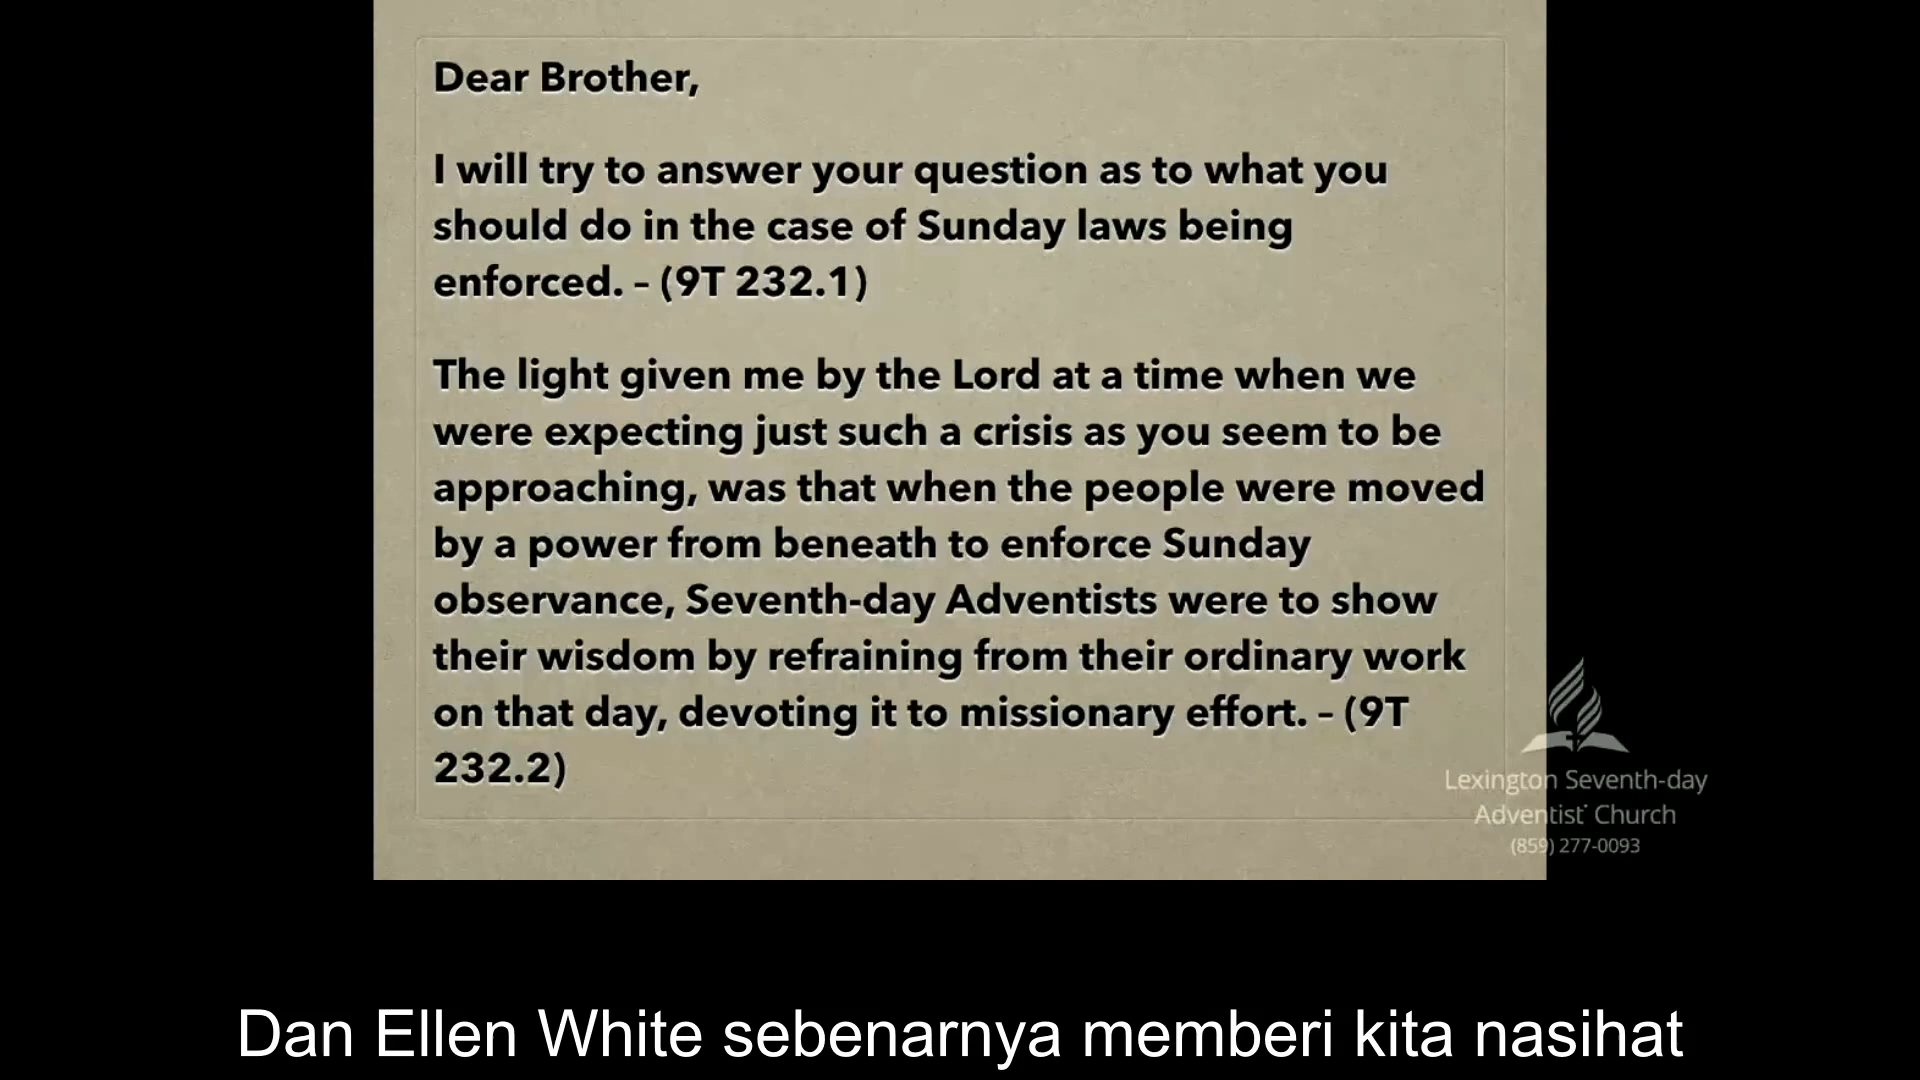 Dear Brother,
I will try to answer your question as to what you
should do in the case of Sunday laws being
enforced. – (9T 232.1)
The light given me by the Lord at a time when we
were expecting just such a crisis as you seem to be
approaching, was that when the people were moved
by a power from beneath to enforce Sunday
observance, Seventh-day Adventists were to show
their wisdom by refraining from their ordinary work
on that day, devoting it to missionary effort. – (9T
232.2)
Lexington Seventh-day
Adventist Church
(859) 277-0093
Dan Ellen White sebenarnya memberi kita nasihat